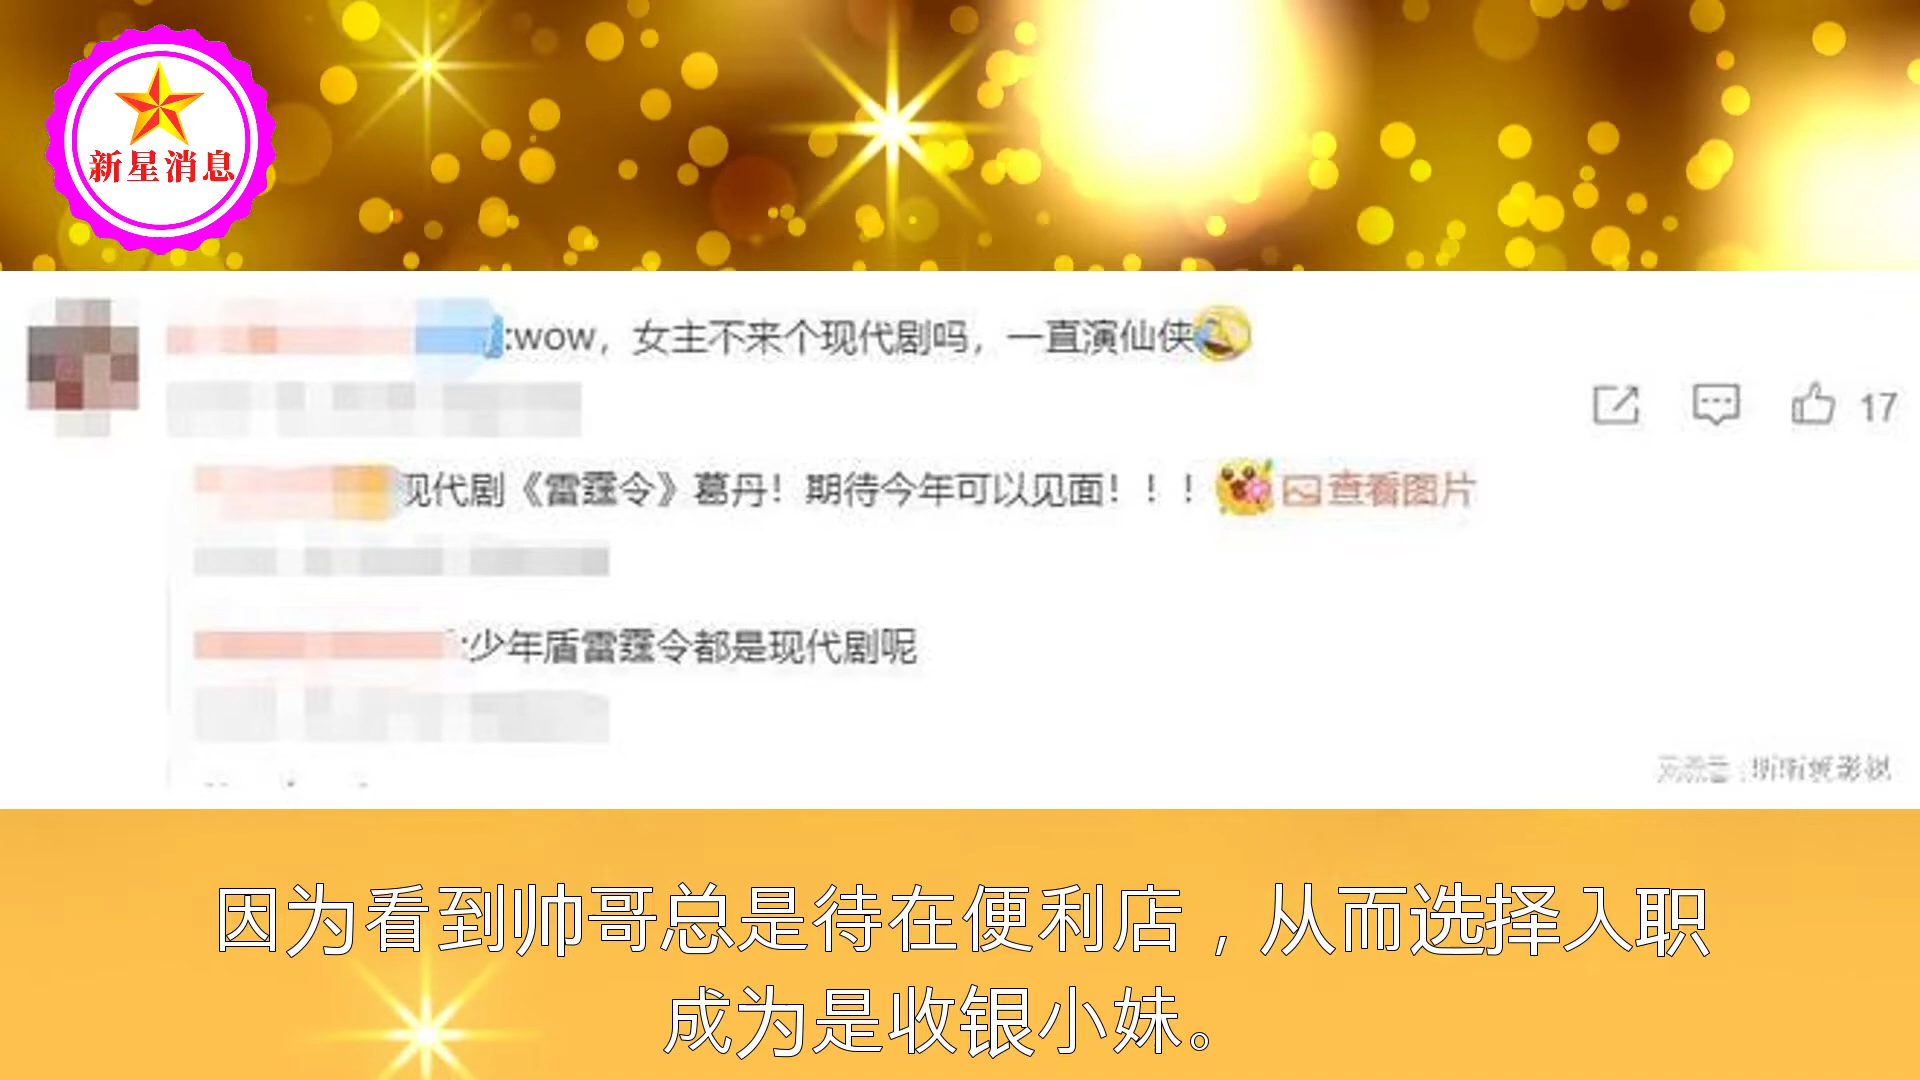 新星消息
:wow，女主不来个现代剧吗，一直演仙侠
17
现代剧《雷霆令》葛丹！期待今年可以见面！！！ 查看图片
:少年盾雷霆令都是现代剧呢
因为看到帅哥总是待在便利店，从而选择入职
成为是收银小妹。